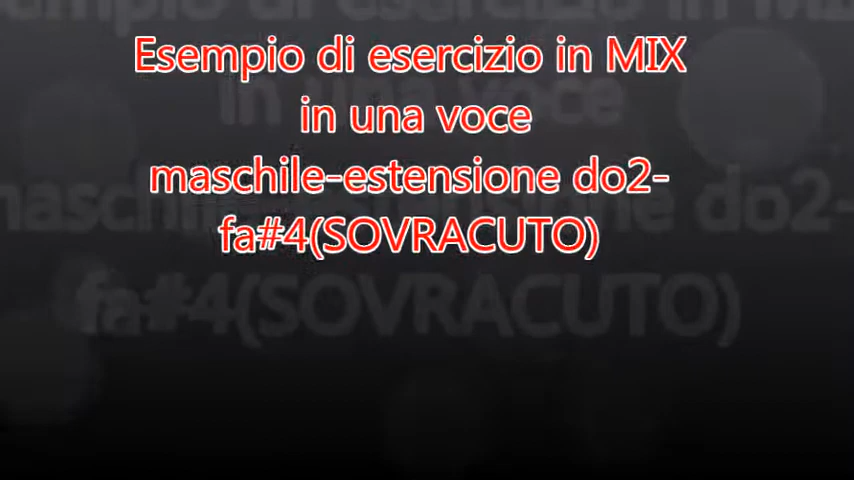 Esempio di esercizio in MIX
in una voce
maschile-estensione do2-
fa#4(SOVRACUTO)